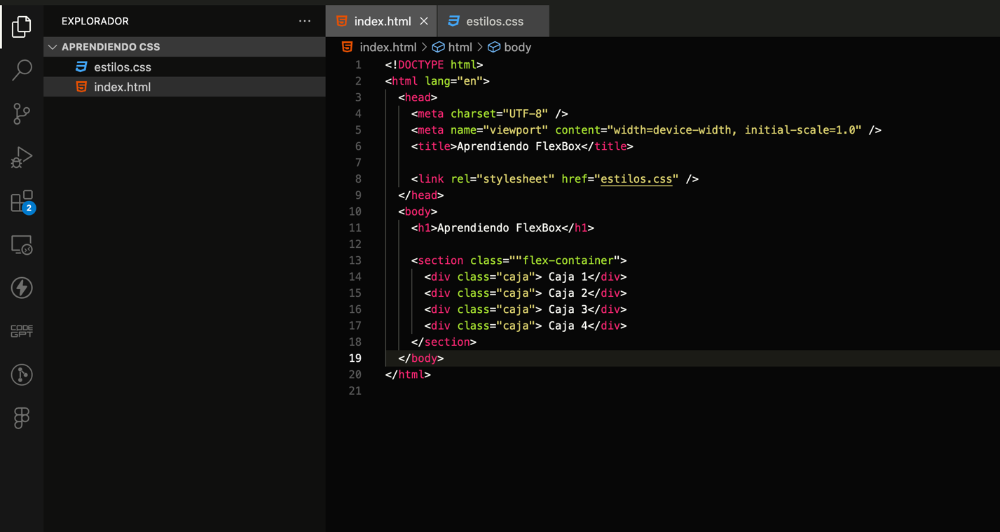 EXPLORADOR ···
APRENDIENDO CSS
estilos.css
index.html
2
CODE
GPT
index.html
estilos.css
index.html > html > body
1 <!DOCTYPE html>
2 <html lang="en">
3 <head>
4 <meta charset="UTF-8" />
5 <meta name="viewport" content="width=device-width, initial-scale=1.0" />
6 <title>Aprendiendo FlexBox</title>
7
8 <link rel="stylesheet" href="estilos.css" />
9 </head>
10 <body>
11 <h1>Aprendiendo FlexBox</h1>
12
13 <section class=""flex-container">
14 <div class="caja"> Caja 1</div>
15 <div class="caja"> Caja 2</div>
16 <div class="caja"> Caja 3</div>
17 <div class="caja"> Caja 4</div>
18 </section>
19 </body>
20 </html>
21